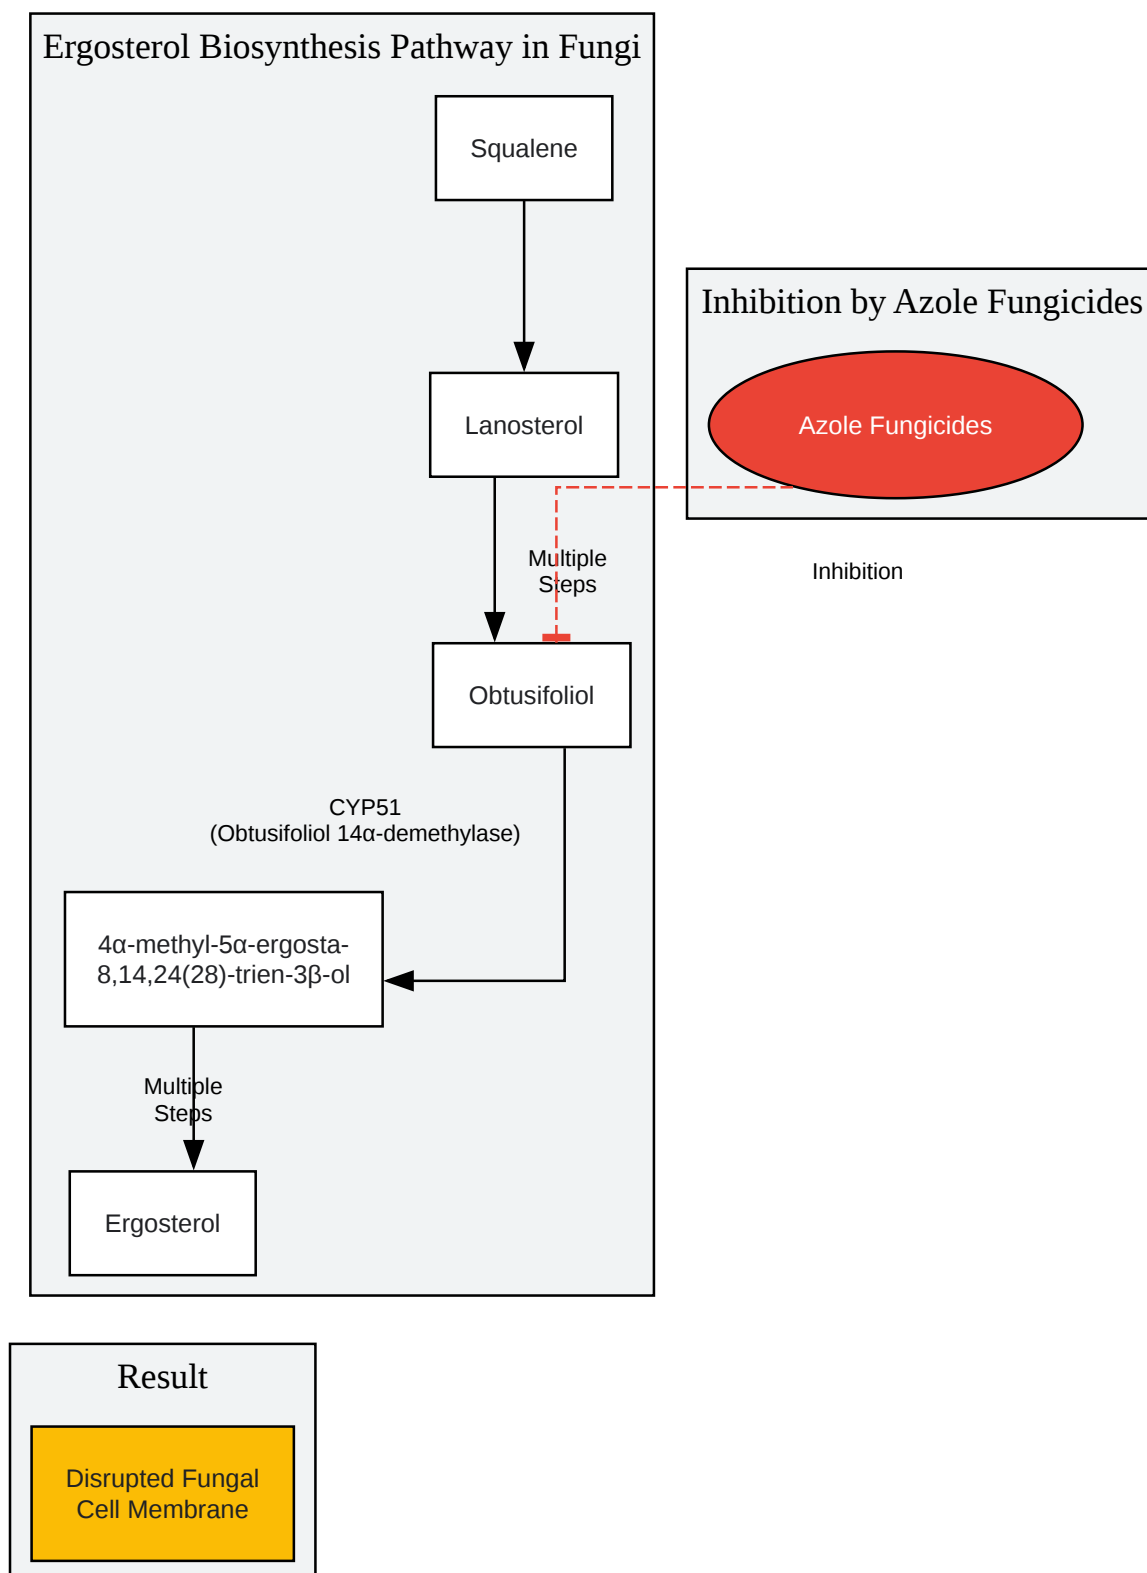 Ergosterol Biosynthesis Pathway in Fungi
Squalene
Inhibition by Azole Fungicides
Lanosterol
Azole Fungicides
Multiple
Steps
Inhibition
Obtusifoliol
CYP51
(Obtusifoliol 14α-demethylase)
4α-methyl-5α-ergosta-
8,14,24(28)-trien-3β-ol
Multiple
Steps
Ergosterol
Result
Disrupted Fungal
Cell Membrane